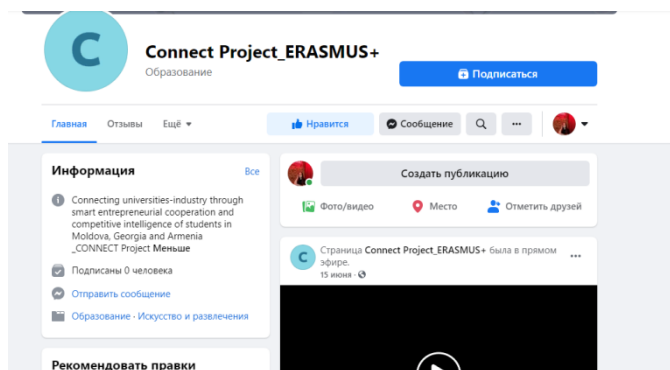 C
Connect Project_ERASMUS+
Образование
Подписаться
Главная Отзывы Ещё
Нравится Сообщение
Информация Все
Connecting universities-industry through
smart entrepreneurial cooperation and
competitive intelligence of students in
Moldova, Georgia and Armenia
_CONNECT Project Меньше
Подписаны 0 человека
Отправить сообщение
Образование · Искусство и развлечения
Рекомендовать правки
Создать публикацию
Фото/видео Место Отметить друзей
C
Страница Connect Project_ERASMUS+ была в прямом
эфире.
15 июня ·